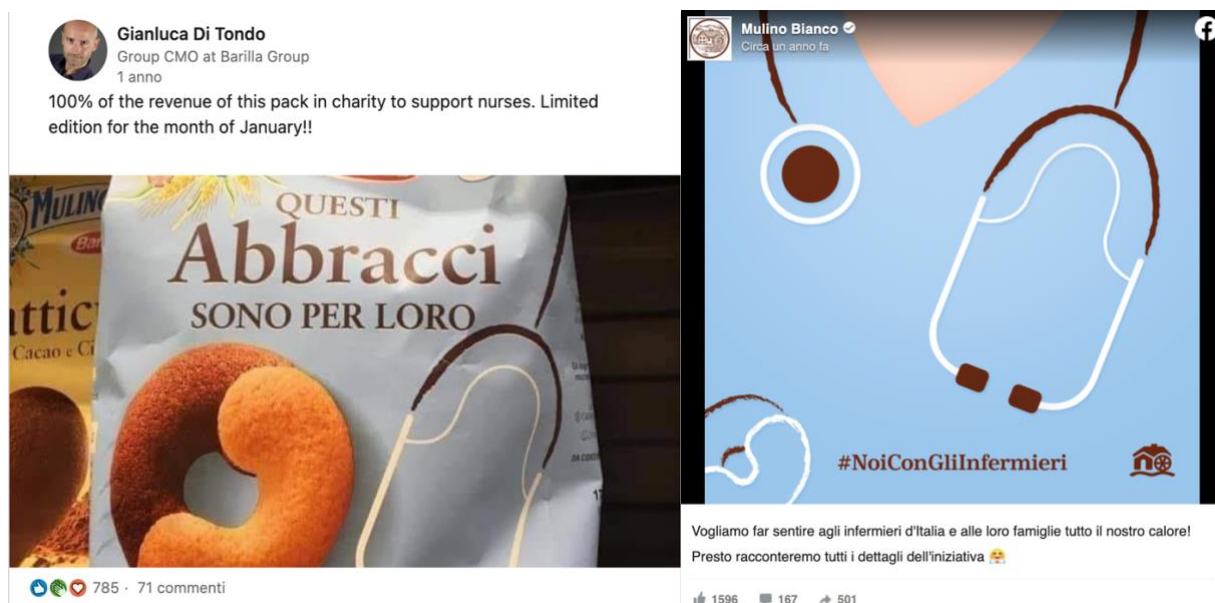 Gianluca Di Tondo
Group CMO at Barilla Group
1 anno
100% of the revenue of this pack in charity to support nurses. Limited
edition for the month of January!!
MULIN
Bar
attic
Cacao e Ci
QUESTI
Abbracci
SONO PER LORO
785 · 71 commenti
Mulino Bianco
Circa un anno fa
#NoiConGliInfermieri
Vogliamo far sentire agli infermieri d'Italia e alle loro famiglie tutto il nostro calore!
Presto racconteremo tutti i dettagli dell'iniziativa 🤗
1596 167 501